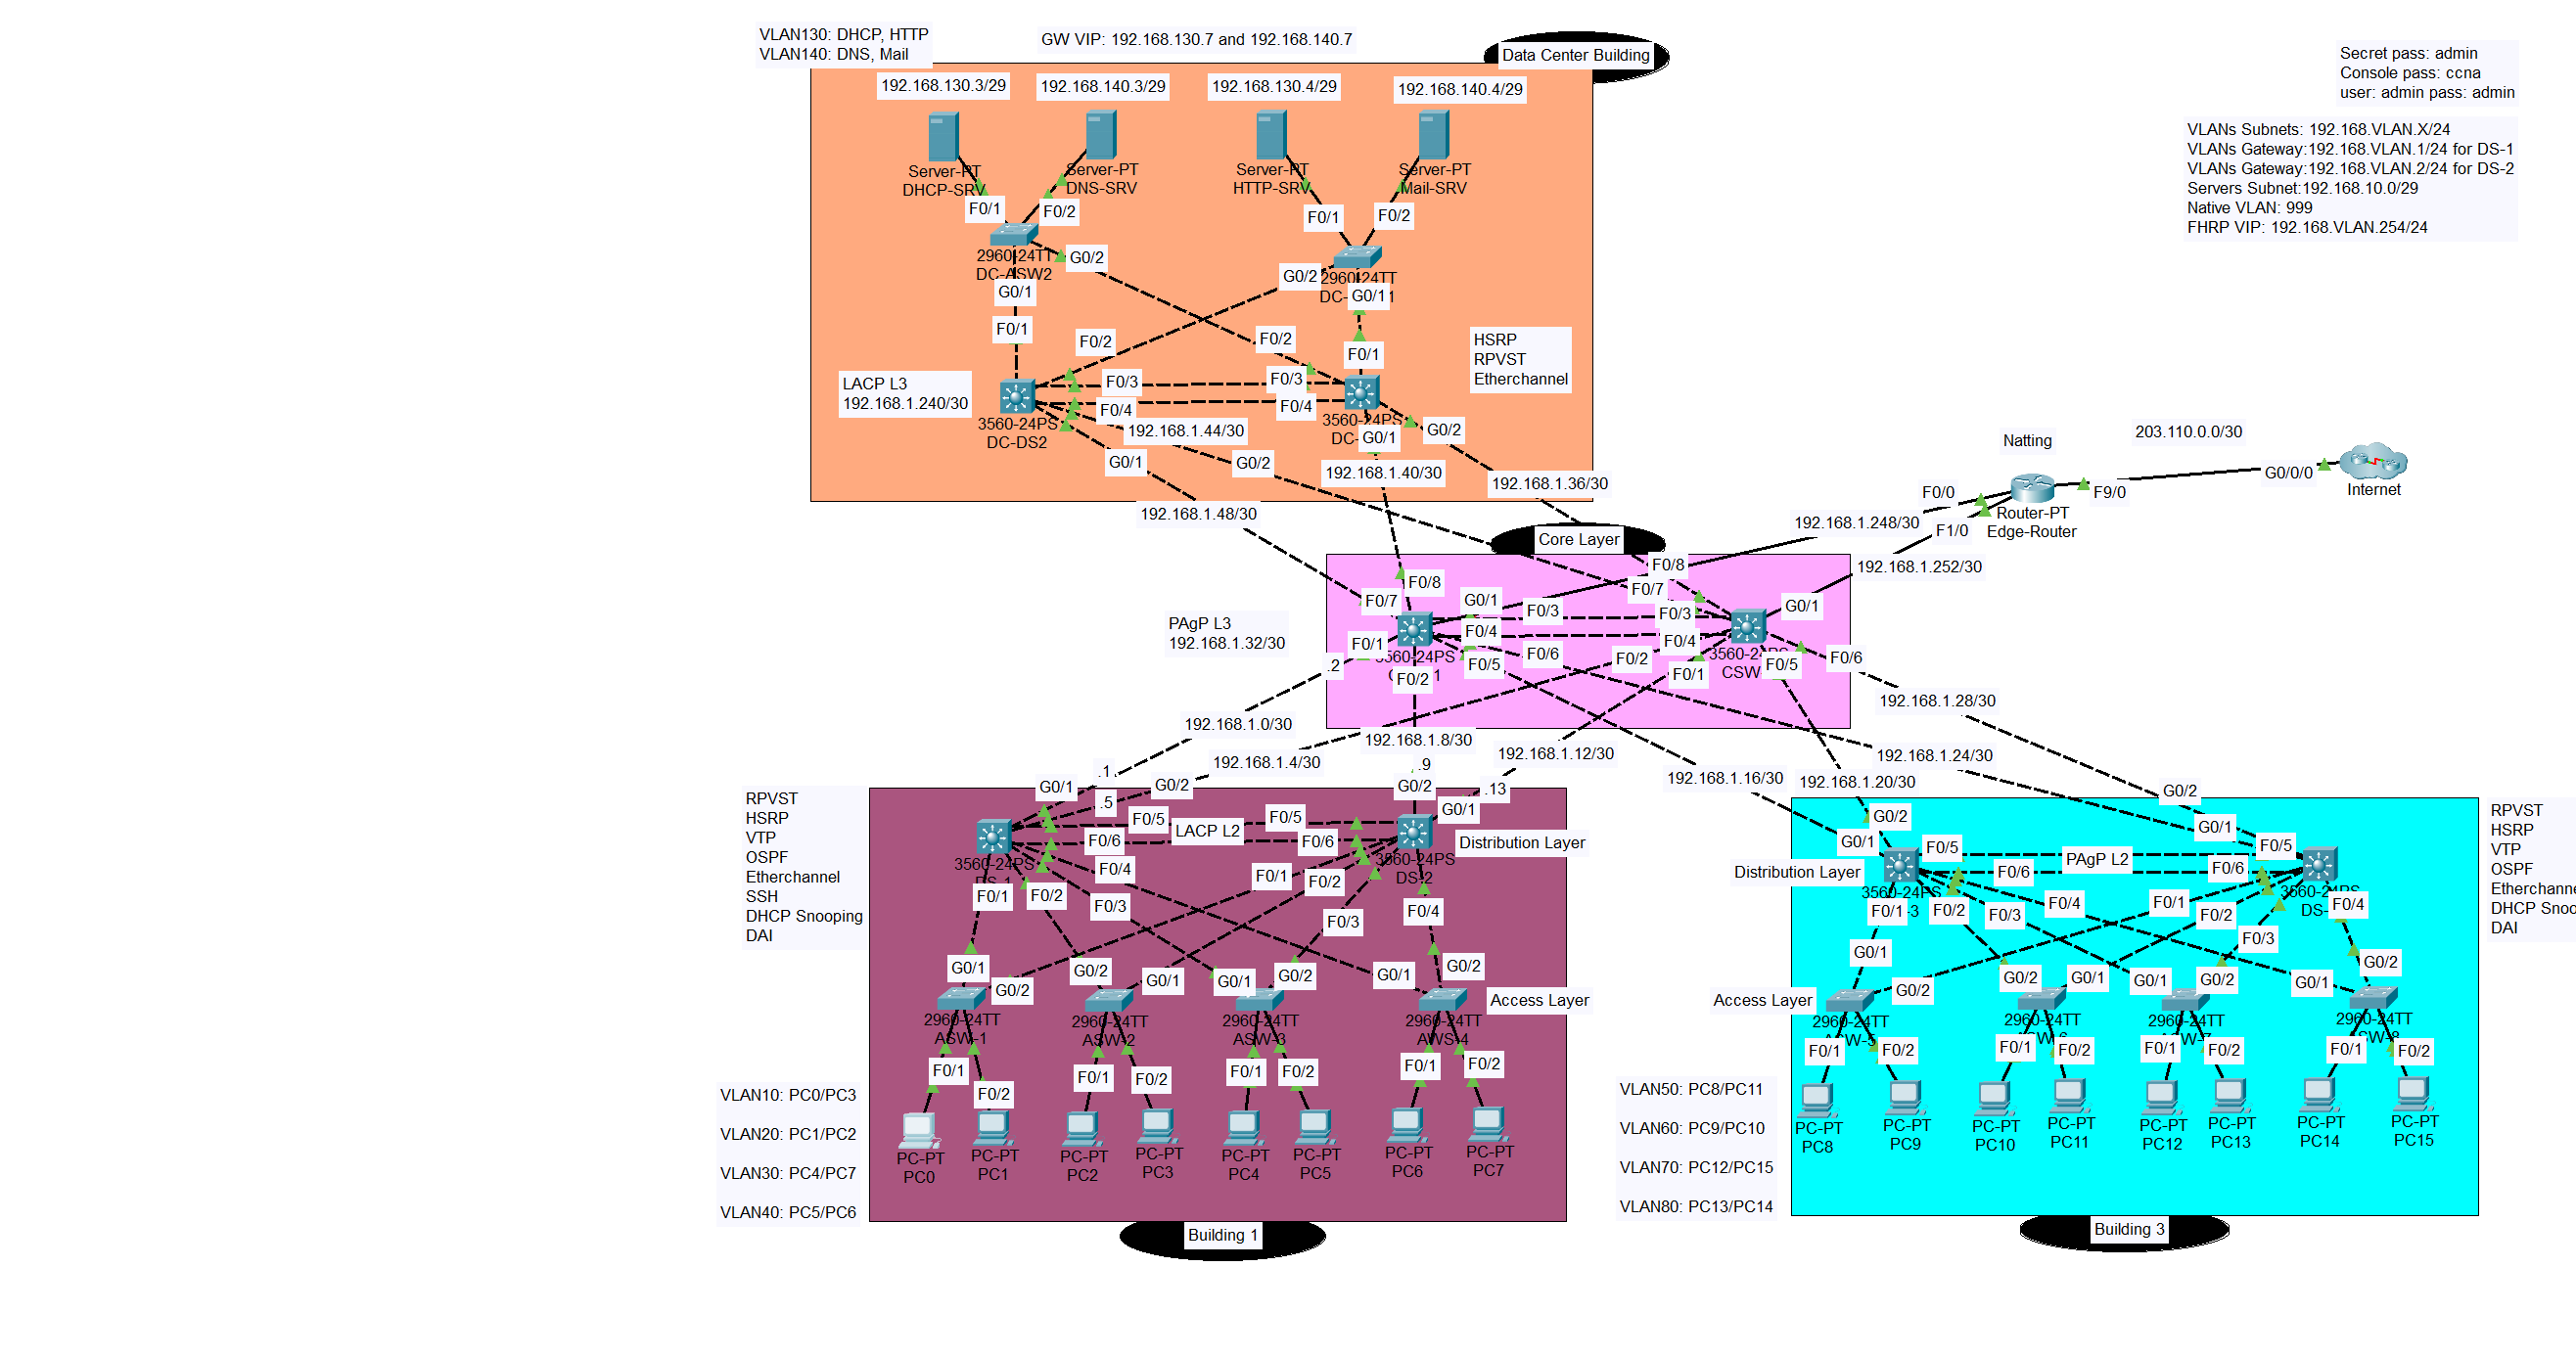 VLAN130: DHCP, HTTP
VLAN140: DNS, Mail
GW VIP: 192.168.130.7 and 192.168.140.7
Data Center Building
Secret pass: admin
Console pass: ccna
user: admin pass: admin
192.168.130.3/29
192.168.140.3/29
192.168.130.4/29
192.168.140.4/29
VLANs Subnets: 192.168.VLAN.X/24
VLANs Gateway:192.168.VLAN.1/24 for DS-1
VLANs Gateway:192.168.VLAN.2/24 for DS-2
Servers Subnet:192.168.10.0/29
Native VLAN: 999
FHRP VIP: 192.168.VLAN.254/24
Server-PT
DHCP-SRV
Server-PT
DNS-SRV
Server-PT
HTTP-SRV
Server-PT
Mail-SRV
F0/1
F0/2
F0/1
F0/2
2960-24TT
DC-ASW2
G0/2
G0/2
2960-24TT
DC-
G0/1
G0/1
F0/1
F0/2
F0/2
F0/1
HSRP
RPVST
Etherchannel
LACP L3
192.168.1.240/30
F0/3
F0/3
F0/4
F0/4
3560-24PS
DC-DS2
3560-24PS
DC-
192.168.1.44/30
G0/1
G0/2
G0/1
G0/2
192.168.1.40/30
192.168.1.36/30
192.168.1.48/30
Natting
203.110.0.0/30
G0/0/0
Internet
F0/0
F9/0
Router-PT
Edge-Router
F1/0
192.168.1.248/30
192.168.1.252/30
Core Layer
F0/8
F0/7
F0/8
F0/7
G0/1
F0/3
F0/3
G0/1
PAgP L3
192.168.1.32/30
F0/1
F0/4
F0/4
.2
3560-24PS
F0/2
F0/5
F0/6
F0/2
F0/1
3560-24PS
CSW
F0/5
F0/6
192.168.1.28/30
192.168.1.0/30
192.168.1.8/30
192.168.1.4/30
192.168.1.12/30
192.168.1.24/30
192.168.1.16/30
192.168.1.20/30
.1
.9
G0/1
.5
G0/2
G0/2
.13
G0/1
RPVST
HSRP
VTP
OSPF
Etherchannel
SSH
DHCP Snooping
DAI
F0/5
LACP L2
F0/5
F0/6
F0/6
3560-24PS
DS-1
3560-24PS
DS-2
Distribution Layer
F0/1
F0/2
F0/4
F0/3
F0/1
F0/2
F0/3
F0/4
G0/1
G0/2
G0/2
G0/1
G0/1
G0/2
G0/1
G0/2
Access Layer
2960-24TT
ASW-1
2960-24TT
ASW-2
2960-24TT
ASW-3
2960-24TT
AWS-4
F0/1
F0/2
F0/1
F0/2
F0/1
F0/2
F0/1
F0/2
VLAN10: PC0/PC3
VLAN20: PC1/PC2
VLAN30: PC4/PC7
VLAN40: PC5/PC6
PC-PT
PC0
PC-PT
PC1
PC-PT
PC2
PC-PT
PC3
PC-PT
PC4
PC-PT
PC5
PC-PT
PC6
PC-PT
PC7
Building 1
G0/2
G0/1
G0/2
G0/1
RPVST
HSRP
VTP
OSPF
DAI
Distribution Layer
F0/5
PAgP L2
F0/5
F0/6
F0/6
3560-24PS
3560-24PS
DS-
F0/1
-3
F0/2
F0/3
F0/4
F0/1
F0/2
F0/3
F0/4
G0/1
G0/2
G0/2
G0/1
G0/1
G0/2
G0/1
G0/2
Access Layer
2960-24TT
2960-24TT
2960-24TT
2960-24TT
F0/1
F0/2
F0/1
F0/2
F0/1
F0/2
F0/1
F0/2
VLAN50: PC8/PC11
VLAN60: PC9/PC10
VLAN70: PC12/PC15
VLAN80: PC13/PC14
PC-PT
PC8
PC-PT
PC9
PC-PT
PC10
PC-PT
PC11
PC-PT
PC12
PC-PT
PC13
PC-PT
PC14
PC-PT
PC15
Building 3